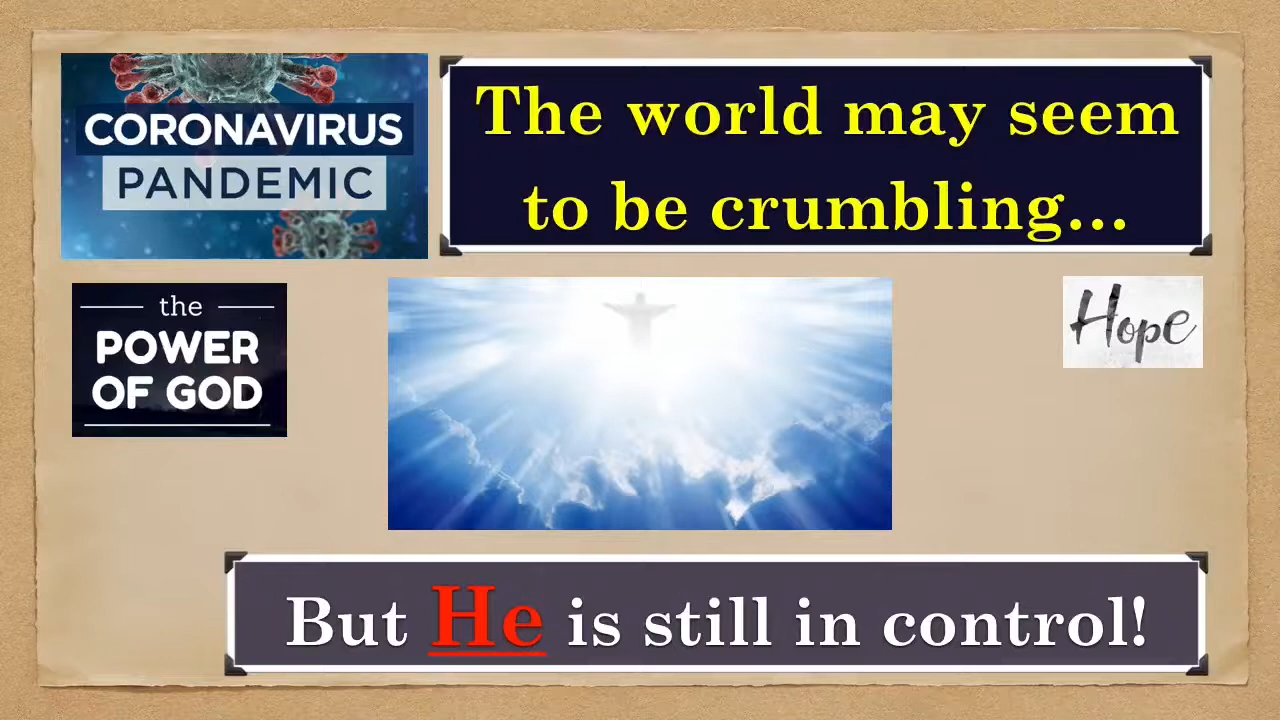 CORONAVIRUS
PANDEMIC
The world may seem
to be crumbling...
the
POWER
OF GOD
Hope
But He is still in control!